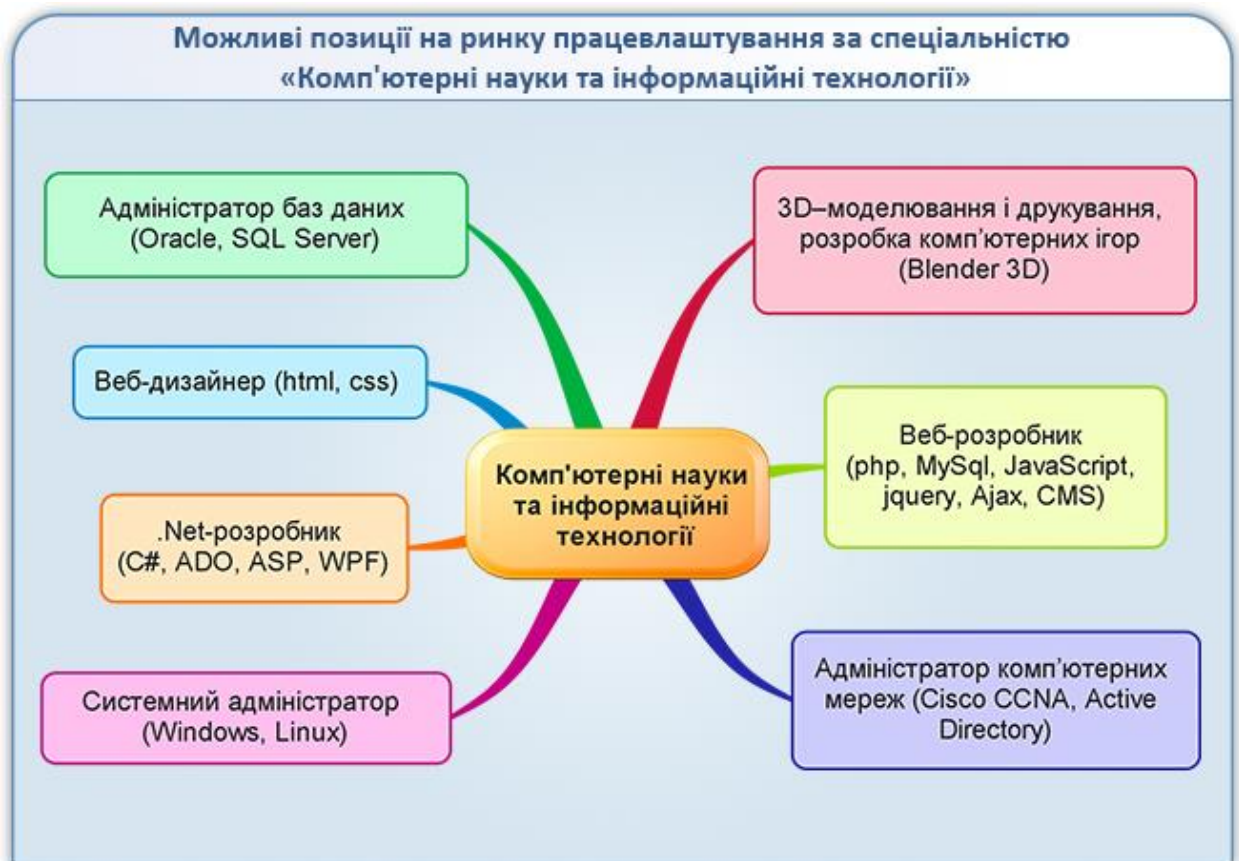 Можливі позиції на ринку працевлаштування за спеціальністю
«Комп'ютерні науки та інформаційні технології»
Адміністратор баз даних
(Oracle, SQL Server)
3D–моделювання і друкування,
розробка комп’ютерних ігор
(Blender 3D)
Веб-дизайнер (html, css)
Веб-розробник
(php, MySql, JavaScript,
jquery, Ajax, CMS)
Комп'ютерні науки
та інформаційні
технології
.Net-розробник
(C#, ADO, ASP, WPF)
Системний адміністратор
(Windows, Linux)
Адміністратор комп’ютерних
мереж (Cisco CCNA, Active
Directory)